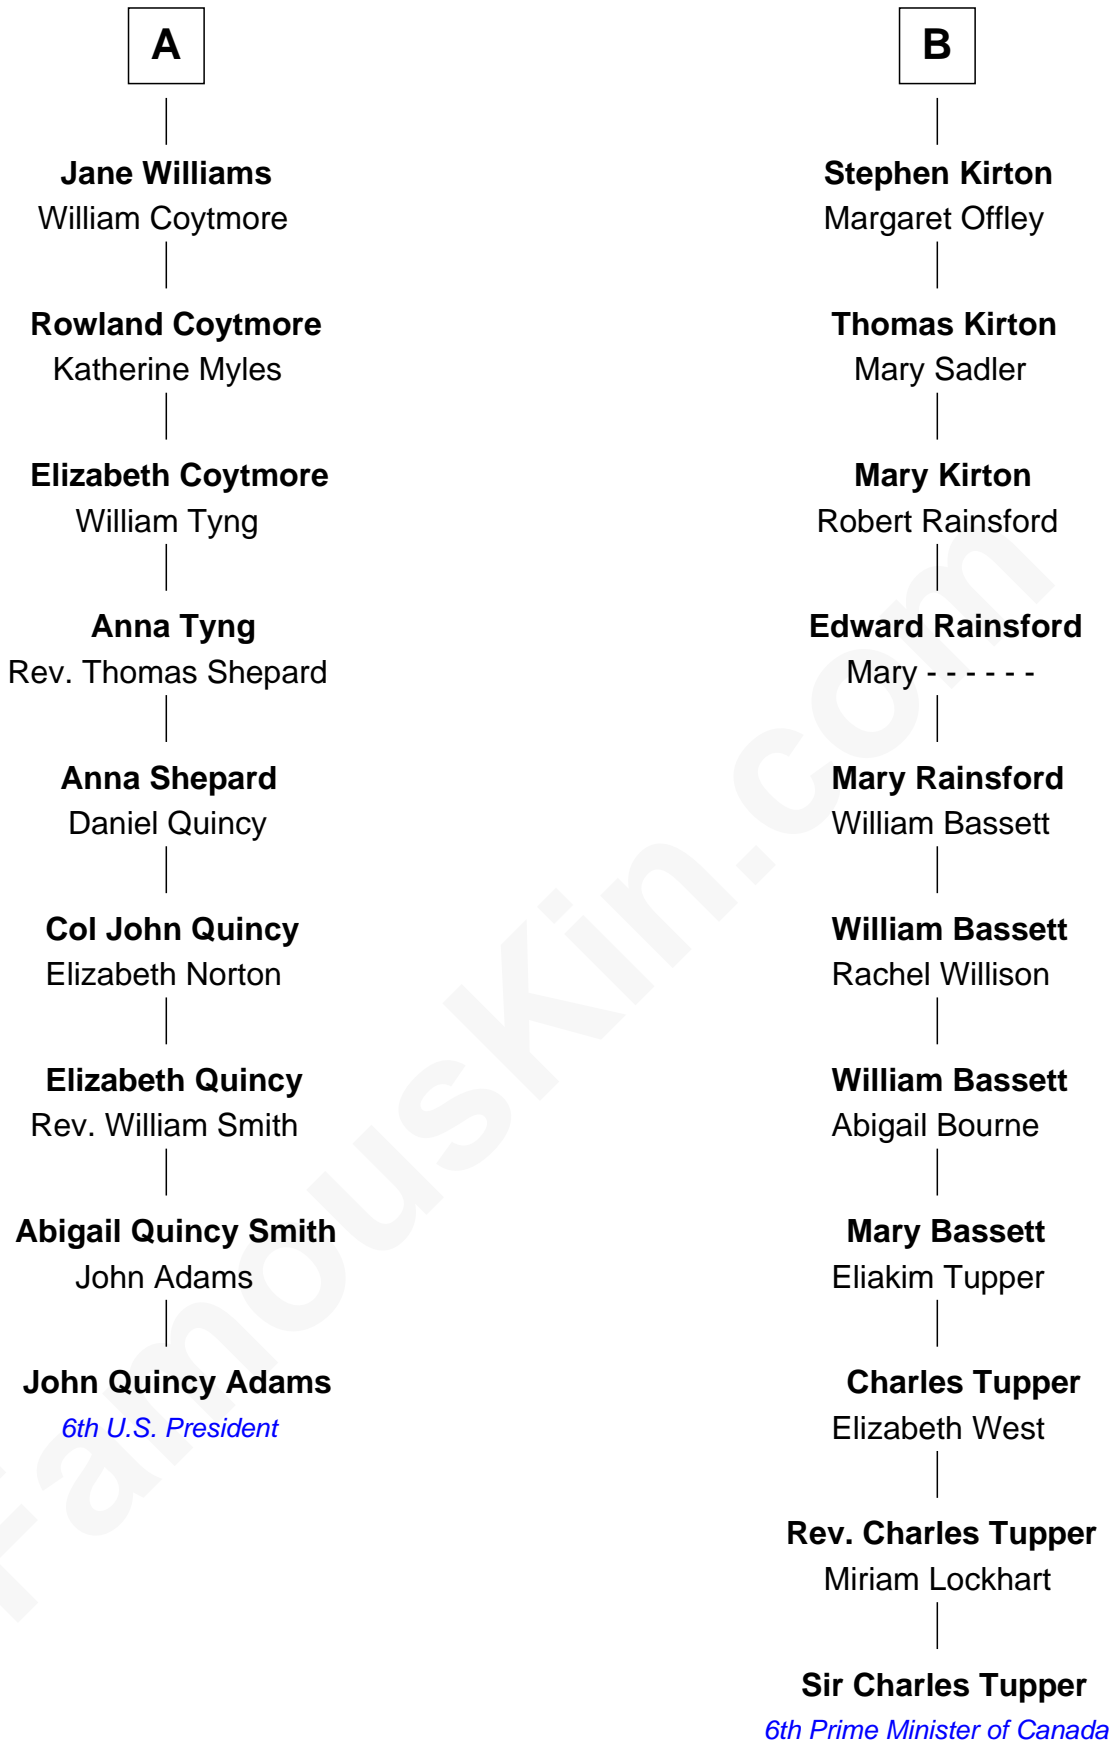 A
Jane Williams
William Coytmore
Rowland Coytmore
Katherine Myles
Elizabeth Coytmore
William Tyng
Anna Tyng
Rev. Thomas Shepard
Anna Shepard
Daniel Quincy
Col John Quincy
Elizabeth Norton
Elizabeth Quincy
Rev. William Smith
Abigail Quincy Smith
John Adams
John Quincy Adams
6th U.S. President
B
Stephen Kirton
Margaret Offley
Thomas Kirton
Mary Sadler
Mary Kirton
Robert Rainsford
Edward Rainsford
Mary - - - - - -
Mary Rainsford
William Bassett
William Bassett
Rachel Willison
William Bassett
Abigail Bourne
Mary Bassett
Eliakim Tupper
Charles Tupper
Elizabeth West
Rev. Charles Tupper
Miriam Lockhart
Sir Charles Tupper
6th Prime Minister of Canada
FamousKin.com